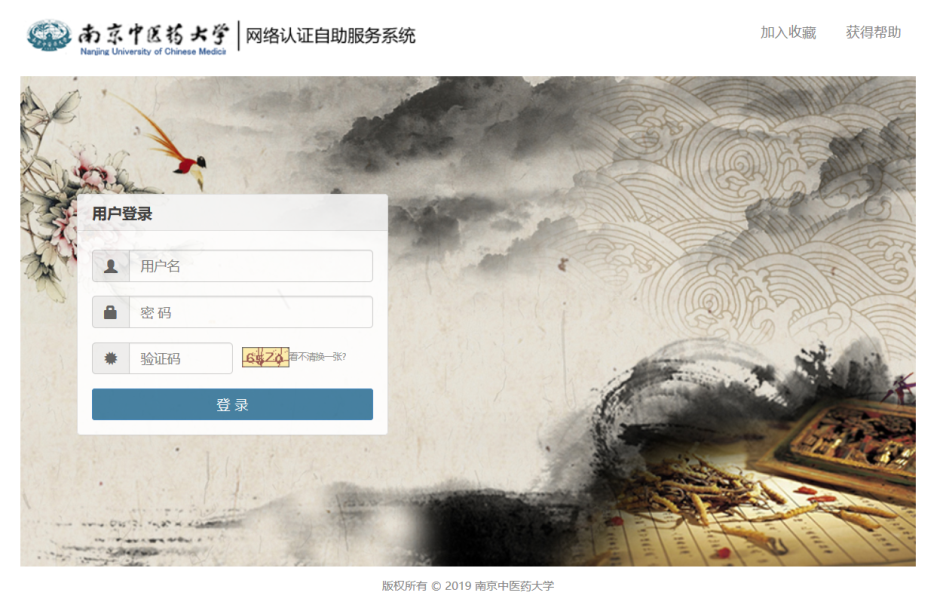 南京中医药大学
Nanjing University of Chinese Medicin
网络认证自助服务系统
加入收藏 获得帮助
用户登录
用户名
密 码
验证码
看不清换一张?
登 录
版权所有 © 2019 南京中医药大学